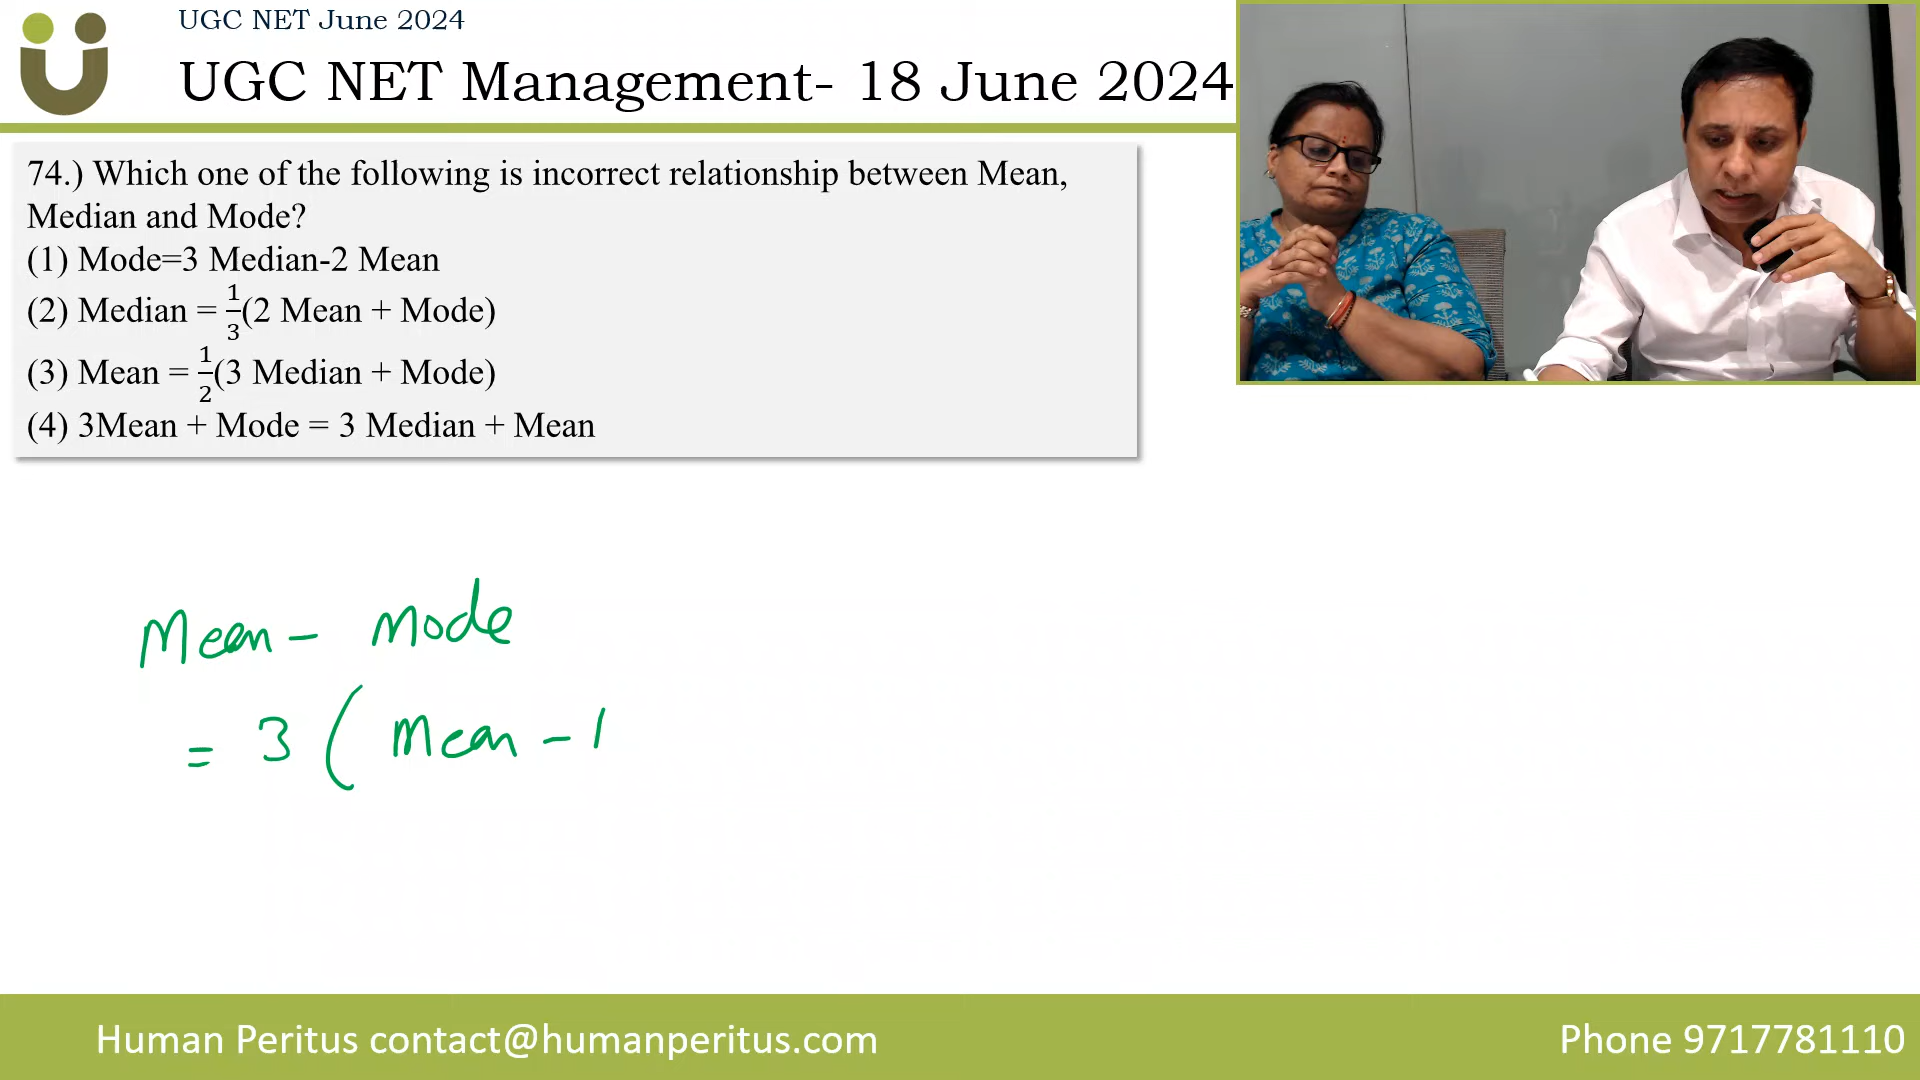 UGC NET June 2024
UGC NET Management- 18 June 2024
74.) Which one of the following is incorrect relationship between Mean,
Median and Mode?
(1) Mode=3 Median-2 Mean
(2) Median = 1/3(2 Mean + Mode)
(3) Mean = 1/2(3 Median + Mode)
(4) 3Mean + Mode = 3 Median + Mean
Mean - Mode
= 3 ( Mean - 1
Human Peritus contact@humanperitus.com
Phone 9717781110